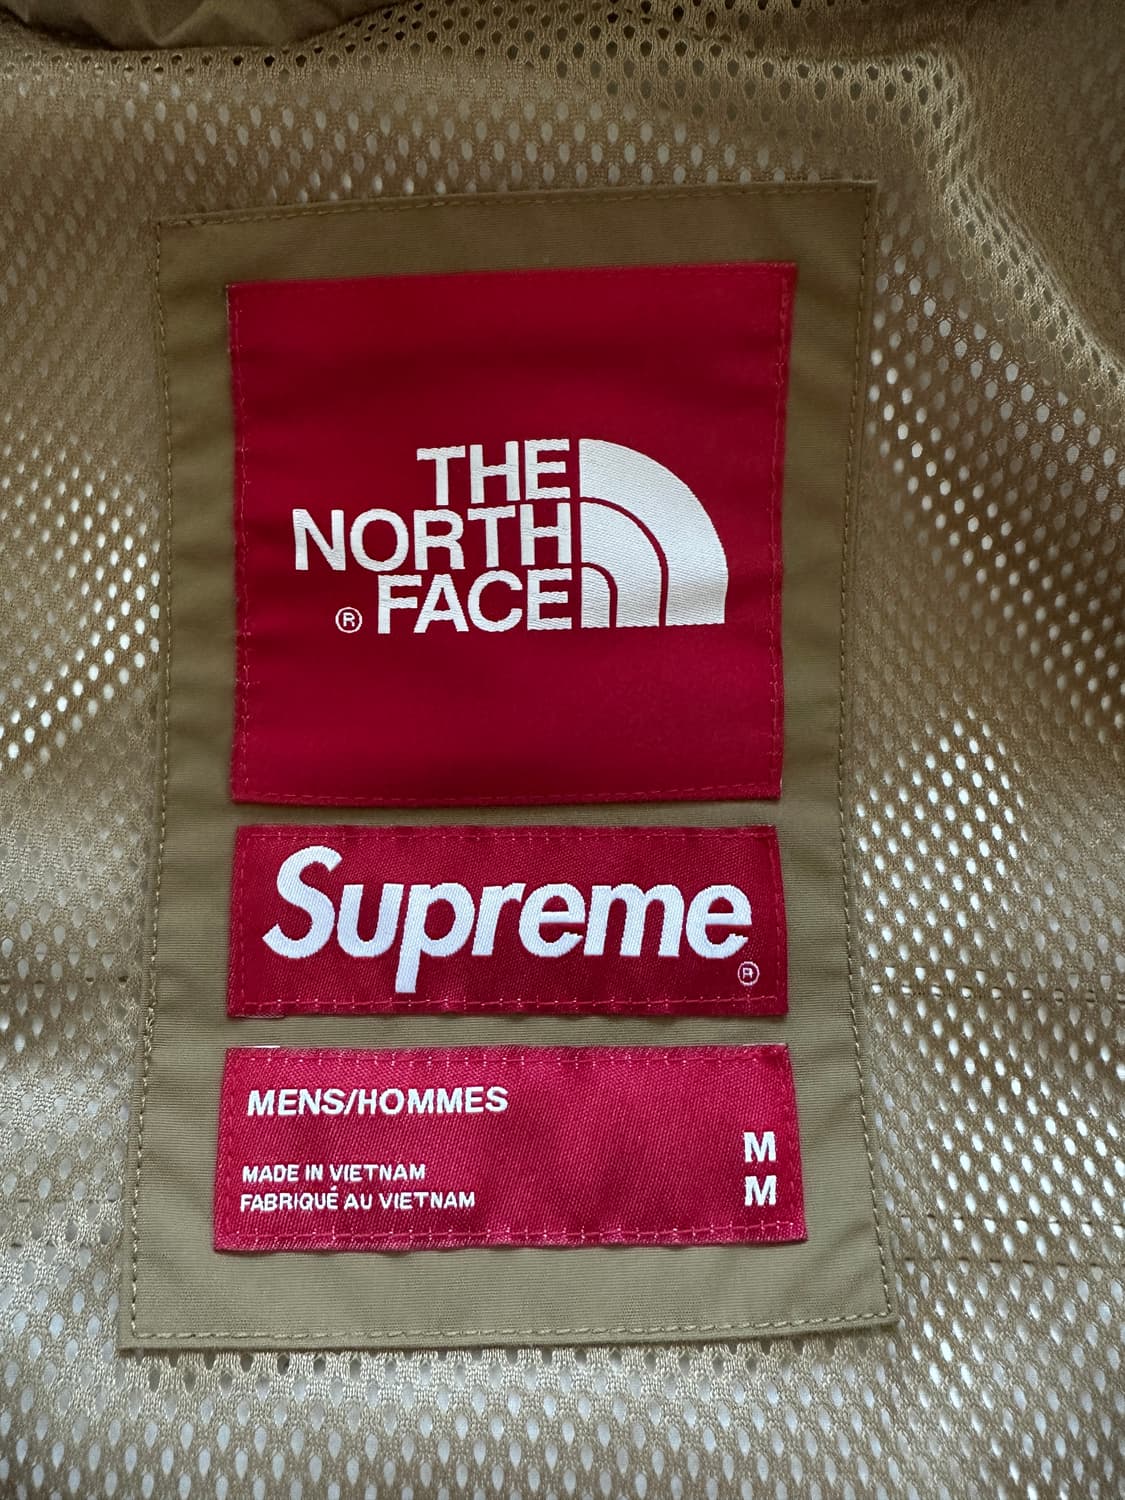 THE
NORTH
® FACE
Supreme®
MENS/HOMMES
M
MADE IN VIETNAM
FABRIQUÉ AU VIETNAM M